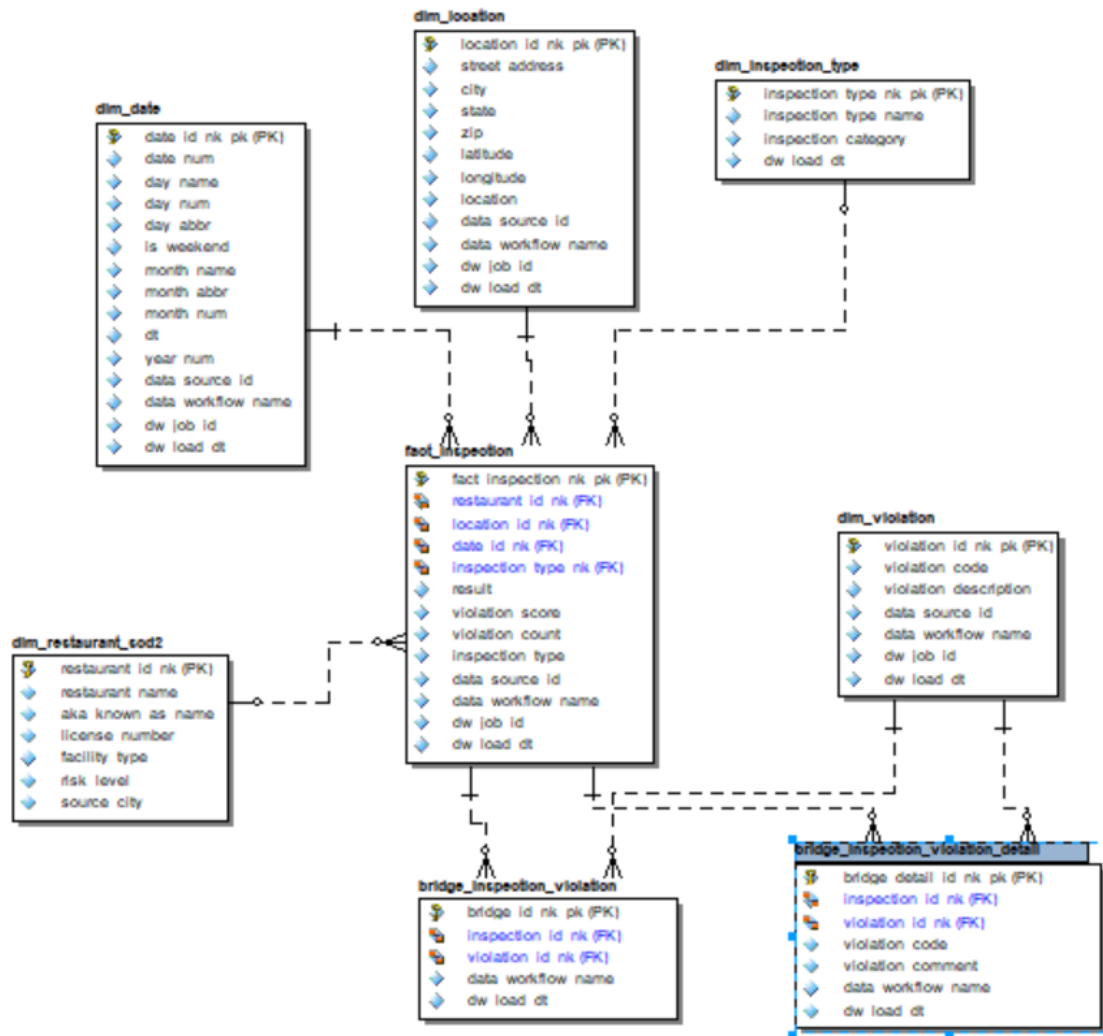 dim_location
location id nk pk (PK)
street address
city
state
zip
latitude
longitude
location
data source id
data workflow name
dw job id
dw load dt
dim_inspection_type
inspection type nk pk (PK)
inspection type name
inspection category
dw load dt
dim_date
date id nk pk (PK)
date num
day name
day num
day abbr
is weekend
month name
month abbr
month num
dt
year num
data source id
data workflow name
dw job id
dw load dt
fact_inspection
fact inspection nk pk (PK)
restaurant id nk (FK)
location id nk (FK)
date id nk (FK)
inspection type nk (FK)
result
violation score
violation count
inspection type
data source id
data workflow name
dw job id
dw load dt
dim_violation
violation id nk pk (PK)
violation code
violation description
data source id
data workflow name
dw job id
dw load dt
dim_restaurant_scd2
restaurant id nk (PK)
restaurant name
aka known as name
license number
facility type
risk level
source city
bridge_inspection_violation
bridge id nk pk (PK)
inspection id nk (FK)
violation id nk (FK)
data workflow name
dw load dt
bridge_inspection_violation_detail
bridge detail id nk pk (PK)
inspection id nk (FK)
violation id nk (FK)
violation code
violation comment
data workflow name
dw load dt